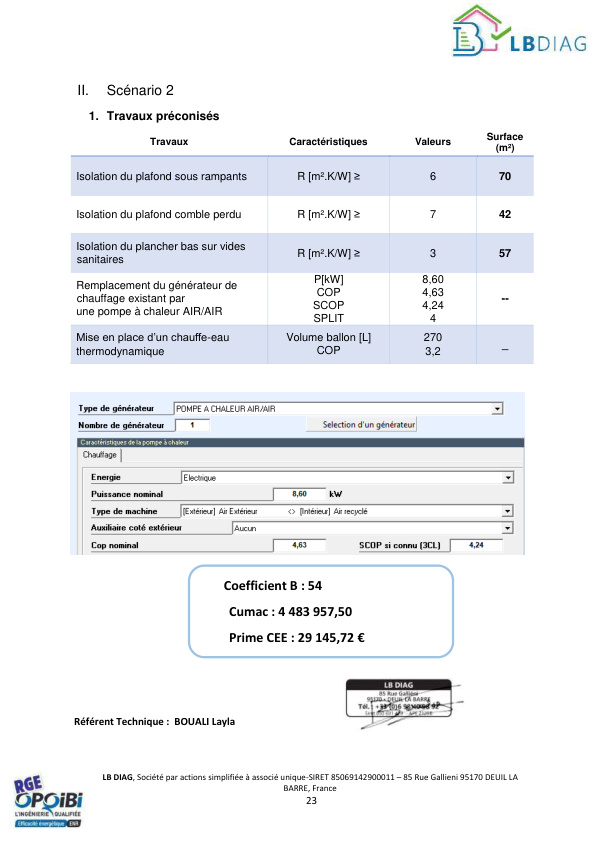 LBDIAG
II. Scénario 2
1. Travaux préconisés
Travaux Caractéristiques Valeurs Surface (m²)
Isolation du plafond sous rampants R [m².K/W] ≥ 6 70
Isolation du plafond comble perdu R [m².K/W] ≥ 7 42
Isolation du plancher bas sur vides
sanitaires R [m².K/W] ≥ 3 57
Remplacement du générateur de
chauffage existant par
une pompe à chaleur AIR/AIR
P[kW] 8,60
COP 4,63
SCOP 4,24
SPLIT 4
--
Mise en place d'un chauffe-eau
thermodynamique
Volume ballon [L] 270
COP 3,2
_
Type de générateur POMPE A CHALEUR AIR/AIR
Nombre de générateur 1 Selection d'un générateur
Caractéristiques de la pompe à chaleur
Chauffage
Energie Electrique
Puissance nominal 8,60 kW
Type de machine [Extérieur] Air Extérieur <> [Intérieur] Air recyclé
Auxiliaire coté extérieur Aucun
Cop nominal 4,63 SCOP si connu (3CL) 4,24
Coefficient B : 54
Cumac : 4 483 957,50
Prime CEE : 29 145,72 €
LB DIAG
85 Rue Gallieni
95170 - DEUIL LA BARRE
Référent Technique : BOUALI Layla
LB DIAG, Société par actions simplifiée à associé unique-SIRET 85069142900011 – 85 Rue Gallieni 95170 DEUIL LA
BARRE, France
23
RGE
OPQIBI
L'INGÉNIERIE QUALIFIÉE
Efficacité énergétique ENR